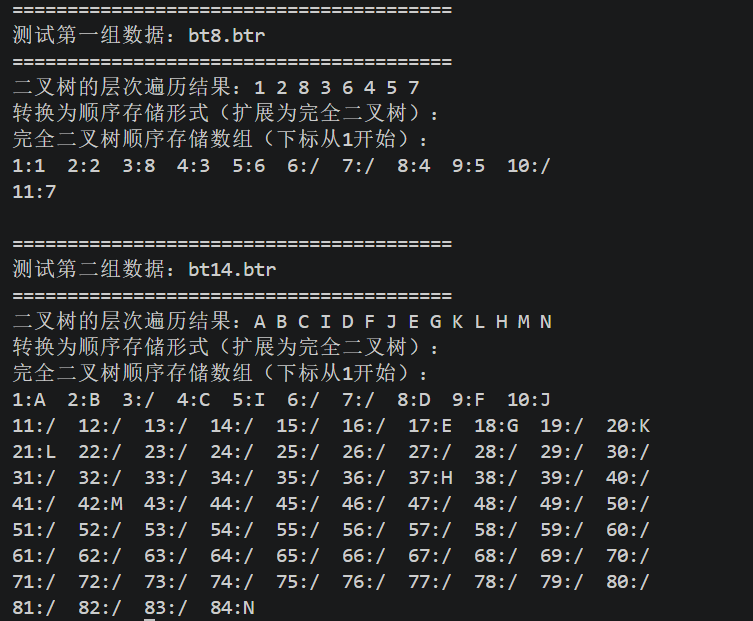 ========================================
测试第一组数据：bt8.btr
========================================
二叉树的层次遍历结果：1 2 8 3 6 4 5 7
转换为顺序存储形式（扩展为完全二叉树）：
完全二叉树顺序存储数组（下标从1开始）：
1:1  2:2  3:8  4:3  5:6  6:/  7:/  8:4  9:5  10:/
11:7

========================================
测试第二组数据：bt14.btr
========================================
二叉树的层次遍历结果：A B C I D F J E G K L H M N
转换为顺序存储形式（扩展为完全二叉树）：
完全二叉树顺序存储数组（下标从1开始）：
1:A  2:B  3:/  4:C  5:I  6:/  7:/  8:D  9:F  10:J
11:/  12:/  13:/  14:/  15:/  16:/  17:E  18:G  19:/  20:K
21:L  22:/  23:/  24:/  25:/  26:/  27:/  28:/  29:/  30:/
31:/  32:/  33:/  34:/  35:/  36:/  37:H  38:/  39:/  40:/
41:/  42:M  43:/  44:/  45:/  46:/  47:/  48:/  49:/  50:/
51:/  52:/  53:/  54:/  55:/  56:/  57:/  58:/  59:/  60:/
61:/  62:/  63:/  64:/  65:/  66:/  67:/  68:/  69:/  70:/
71:/  72:/  73:/  74:/  75:/  76:/  77:/  78:/  79:/  80:/
81:/  82:/  83:/  84:N